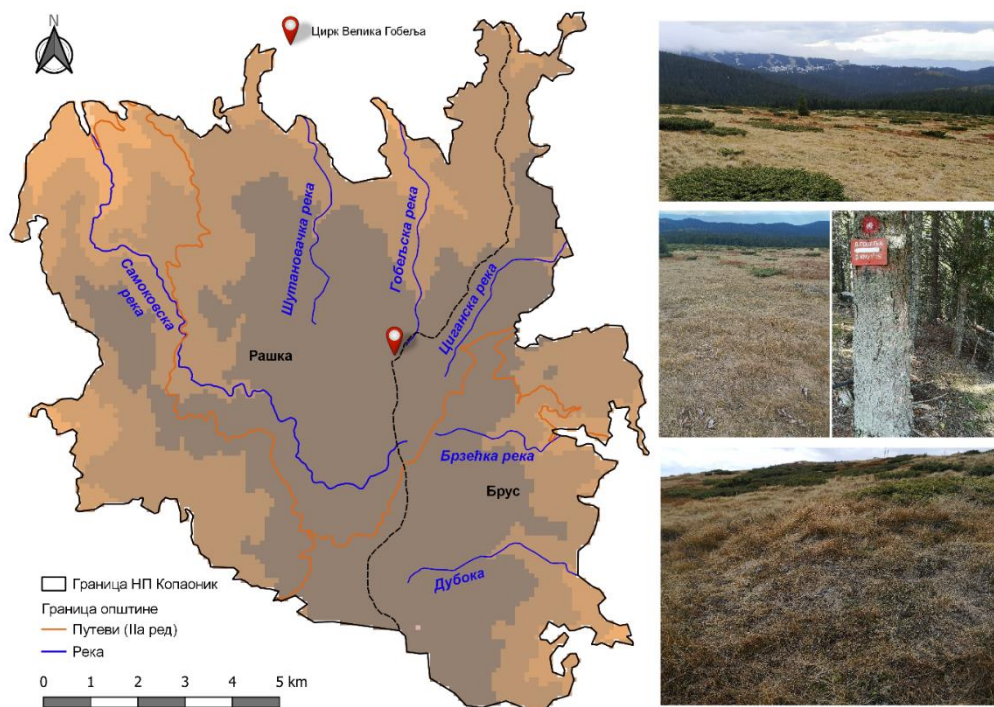 N
Цирк Велика Гобеља
Самоковска
река
Шутановачка река
Гобељска река
Циганска река
Рашка
Брзећка река
Брус
Дубока
Граница НП Копаоник
Граница општине
Путеви (IIа ред)
Река
0 1 2 3 4 5 km